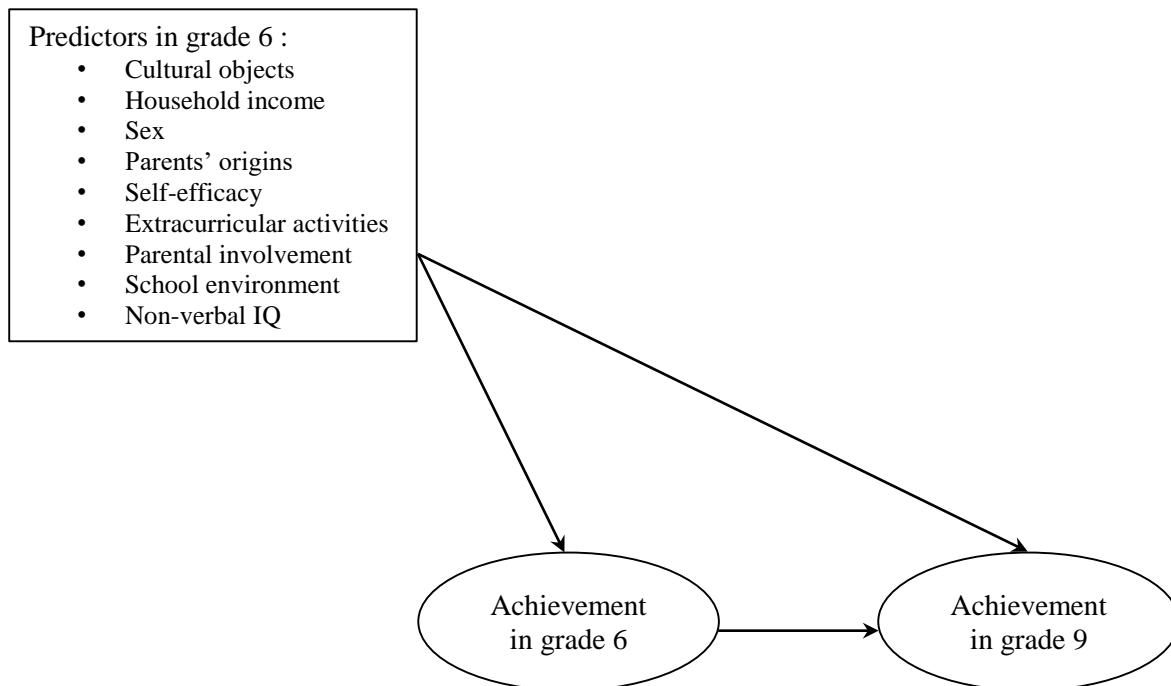 Predictors in grade 6 :
• Cultural objects
• Household income
• Sex
• Parents’ origins
• Self-efficacy
• Extracurricular activities
• Parental involvement
• School environment
• Non-verbal IQ
Achievement
in grade 6
Achievement
in grade 9